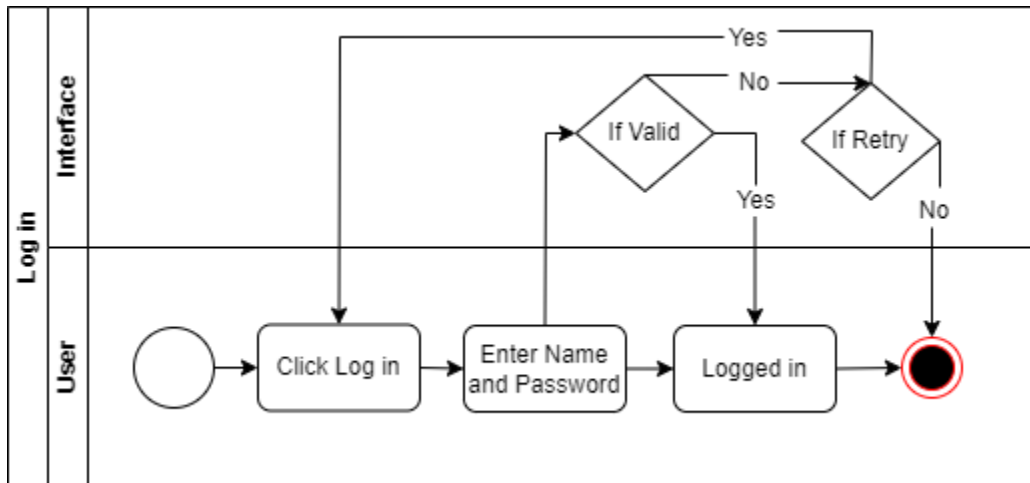 Log in
Interface
Yes
No
If Valid
If Retry
Yes
No
User
Click Log in
Enter Name
and Password
Logged in